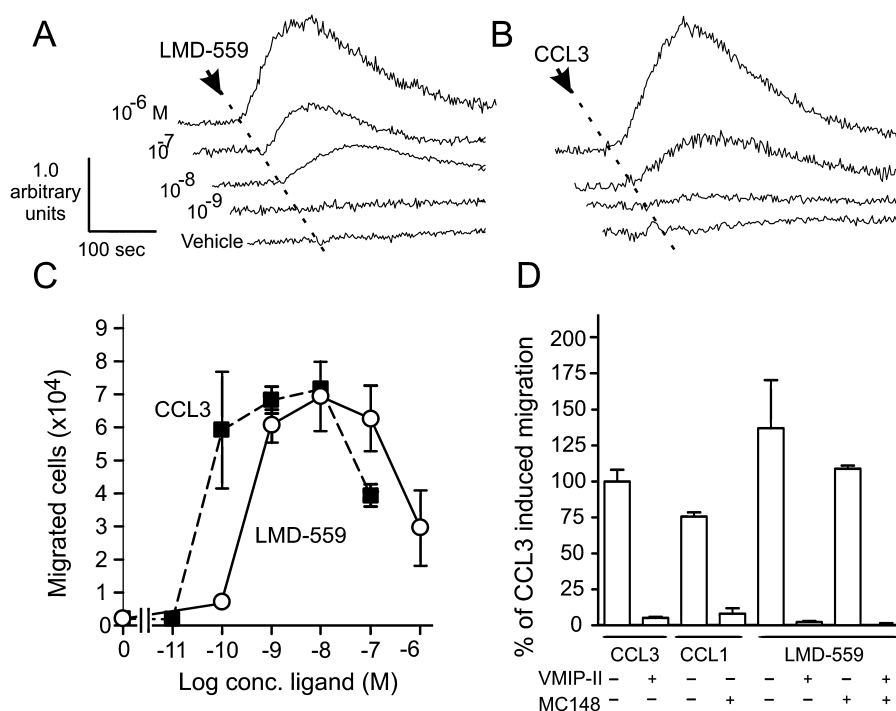 A
B
LMD-559
CCL3
10-6 M
10-7
10-8
10-9
Vehicle
1.0
arbitrary
units
100 sec
C
D
9
8
7
6
5
4
3
2
1
0
Migrated cells (x10⁴)
CCL3
LMD-559
0 -11 -10 -9 -8 -7 -6
Log conc. ligand (M)
200
175
150
125
100
75
50
25
0
% of CCL3 induced migration
CCL3 CCL1 LMD-559
VMIP-II – + – – – + – +
MC148 – – – + – – + +